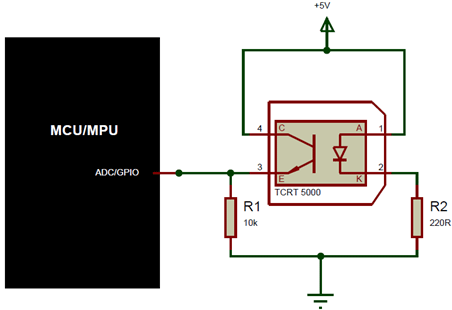 +5V
MCU/MPU
ADC/GPIO
4
C
A
1
3
E
K
2
TCRT 5000
R1
10k
R2
220R